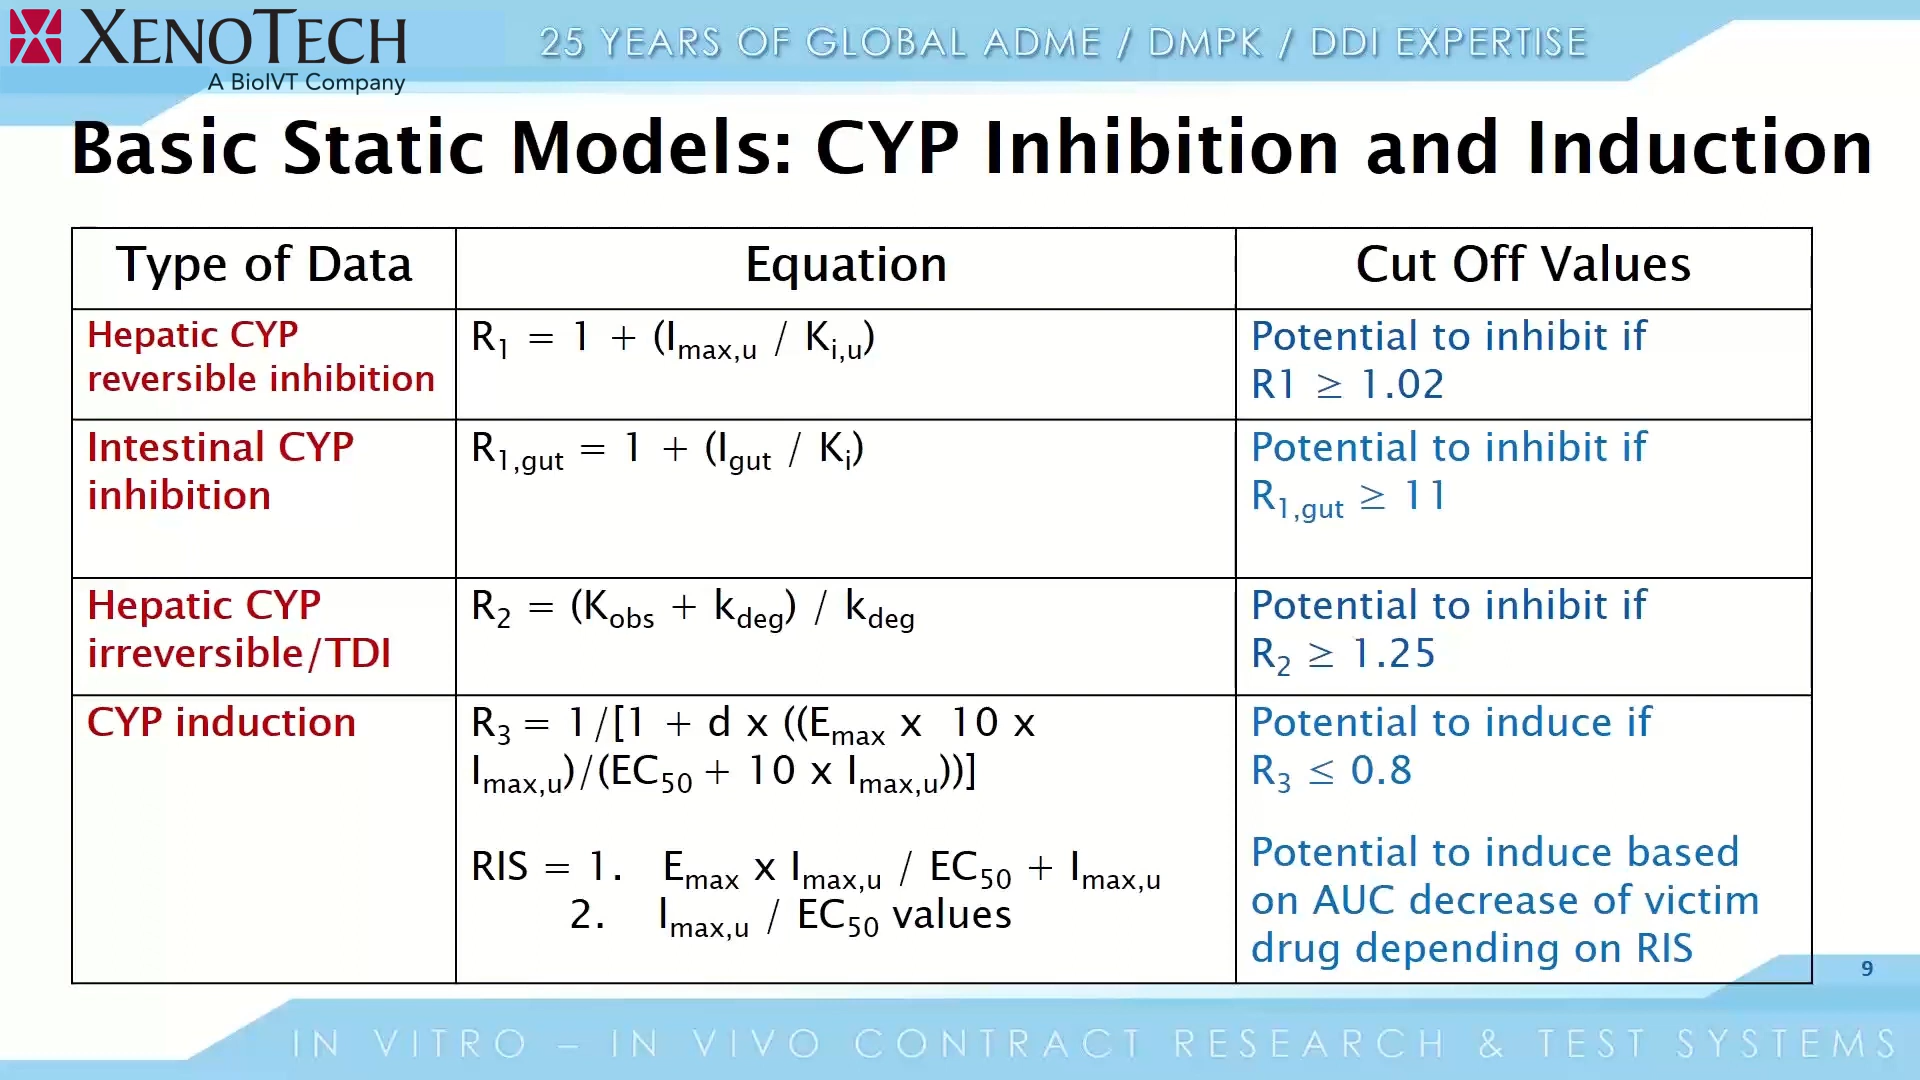 XENOTECH
A BioIVT Company
25 YEARS OF GLOBAL ADME / DMPK / DDI EXPERTISE
Basic Static Models: CYP Inhibition and Induction
Type of Data
Equation
Cut Off Values
Hepatic CYP
reversible inhibition
R1 = 1 + (Imax,u / Ki,u)
Potential to inhibit if
R1 ≥ 1.02
Intestinal CYP
inhibition
R1,gut = 1 + (Igut / Ki)
Potential to inhibit if
R1,gut ≥ 11
Hepatic CYP
irreversible/TDI
R2 = (Kobs + kdeg) / kdeg
Potential to inhibit if
R2 ≥ 1.25
CYP induction
R3 = 1/[1 + d x ((Emax x 10 x
Imax,u)/(EC50 + 10 x Imax,u))]
RIS = 1. Emax x Imax,u / EC50 + Imax,u
2. Imax,u / EC50 values
Potential to induce if
R3 ≤ 0.8
Potential to induce based
on AUC decrease of victim
drug depending on RIS
9
IN VITRO – IN VIVO CONTRACT RESEARCH & TEST SYSTEMS